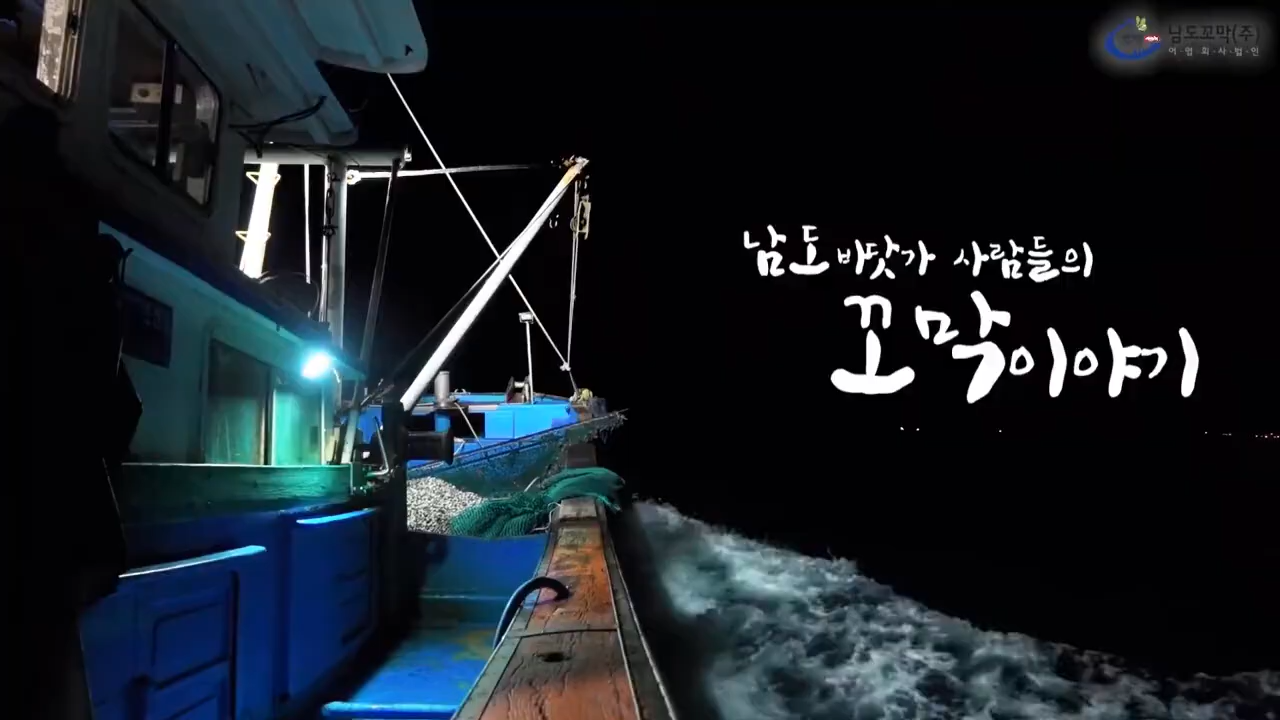 남도꼬막(주)
어업회사법인
남도 바닷가 사람들의
꼬막이야기